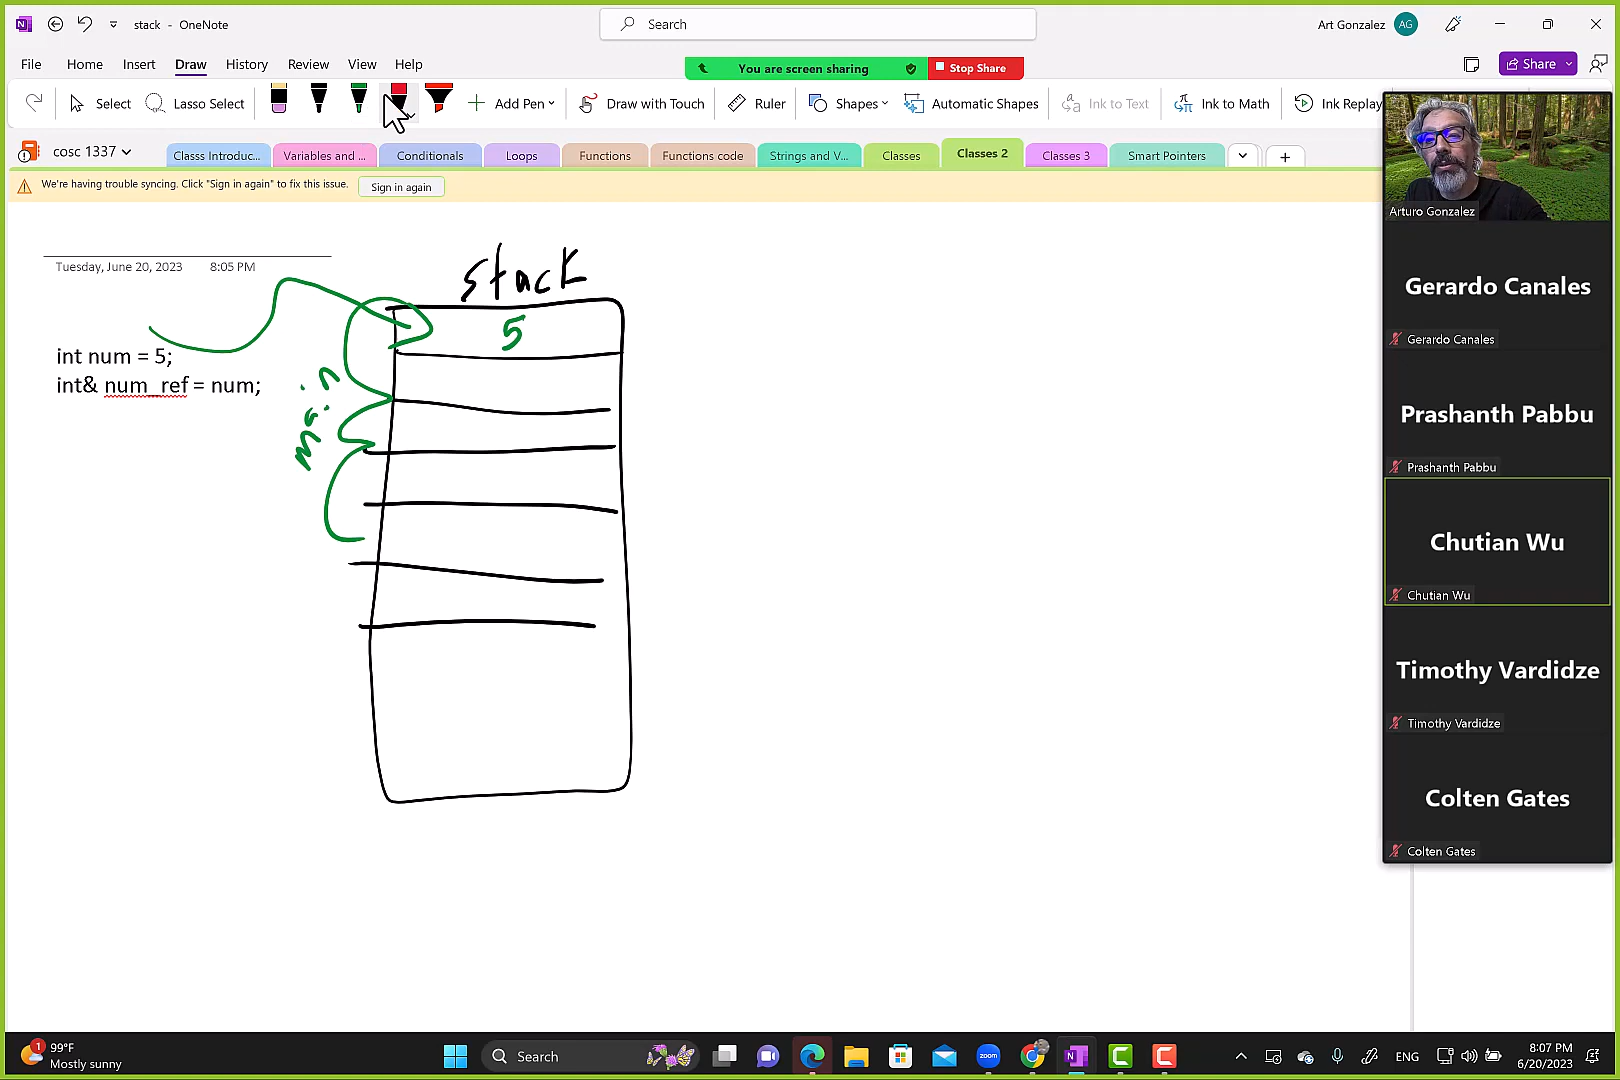 stack - OneNote
Search
Art Gonzalez
AG
File
Home
Insert
Draw
History
Review
View
Help
You are screen sharing
Stop Share
Share
Select
Lasso Select
Add Pen
Draw with Touch
Ruler
Shapes
Automatic Shapes
Ink to Text
Ink to Math
Ink Replay
cosc 1337
Classs Introduc...
Variables and ...
Conditionals
Loops
Functions
Functions code
Strings and V...
Classes
Classes 2
Classes 3
Smart Pointers
We're having trouble syncing. Click "Sign in again" to fix this issue.
Sign in again
Tuesday, June 20, 2023
8:05 PM
stack
5
int num = 5;
int& num_ref = num;
main
Arturo Gonzalez
Gerardo Canales
Gerardo Canales
Prashanth Pabbu
Prashanth Pabbu
Chutian Wu
Chutian Wu
Timothy Vardidze
Timothy Vardidze
Colten Gates
Colten Gates
1
99°F
Mostly sunny
Search
zoom
ENG
8:07 PM
6/20/2023